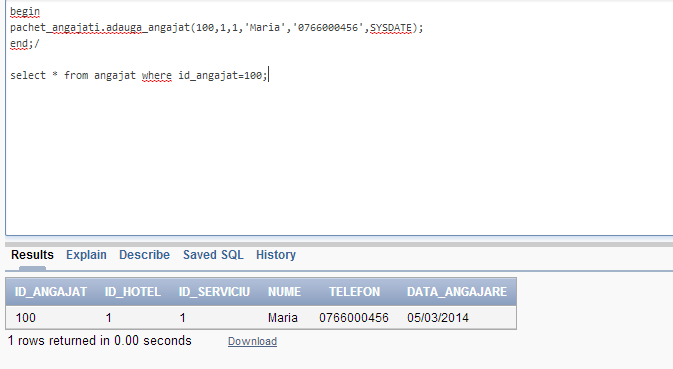 begin
pachet_angajati.adauga_angajat(100,1,1,'Maria','0766000456',SYSDATE);
end;/
select * from angajat where id_angajat=100;
Results Explain Describe Saved SQL History
ID_ANGAJAT ID_HOTEL ID_SERVICIU NUME TELEFON DATA_ANGAJARE
100 1 1 Maria 0766000456 05/03/2014
1 rows returned in 0.00 seconds Download